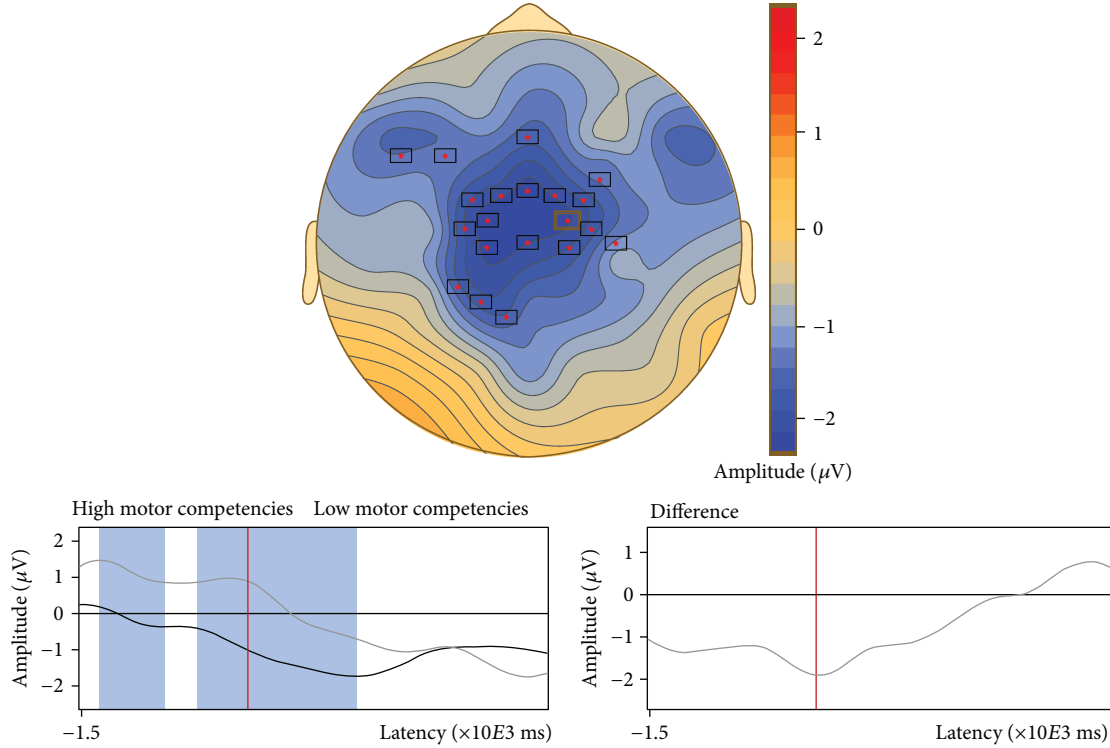 2
1
0
−1
−2
Amplitude (μV)
High motor competencies Low motor competencies
2
1
0
−1
−2
Amplitude (μV)
−1.5
Latency (×10E3 ms)
Difference
1
0
−1
−2
Amplitude (μV)
−1.5
Latency (×10E3 ms)